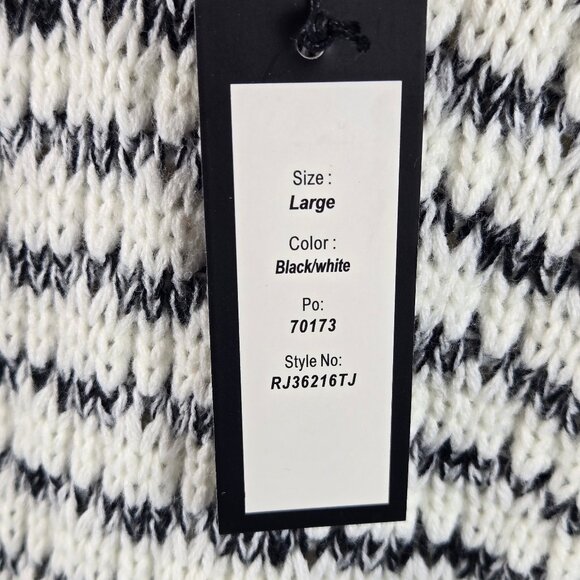 Size :
Large
Color :
Black/white
Po:
70173
Style No:
RJ36216TJ